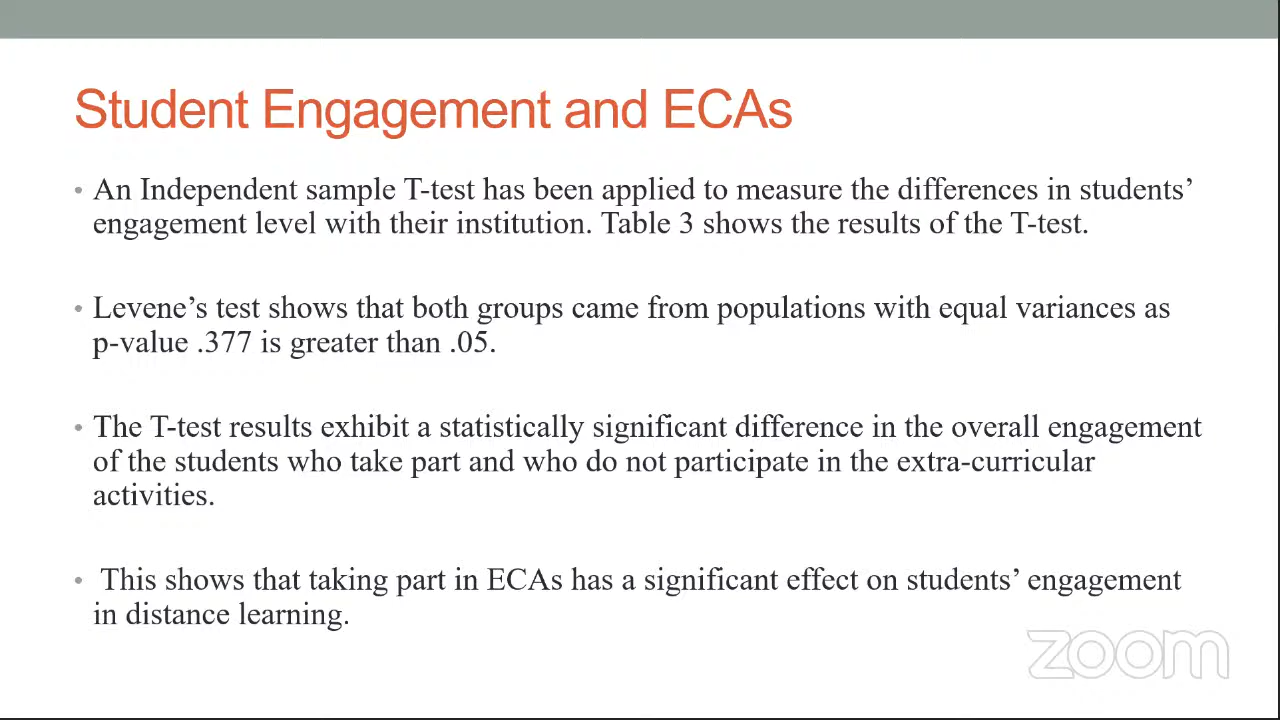 Student Engagement and ECAs
• An Independent sample T-test has been applied to measure the differences in students’
engagement level with their institution. Table 3 shows the results of the T-test.
• Levene’s test shows that both groups came from populations with equal variances as
p-value .377 is greater than .05.
• The T-test results exhibit a statistically significant difference in the overall engagement
of the students who take part and who do not participate in the extra-curricular
activities.
• This shows that taking part in ECAs has a significant effect on students’ engagement
in distance learning.
zoom